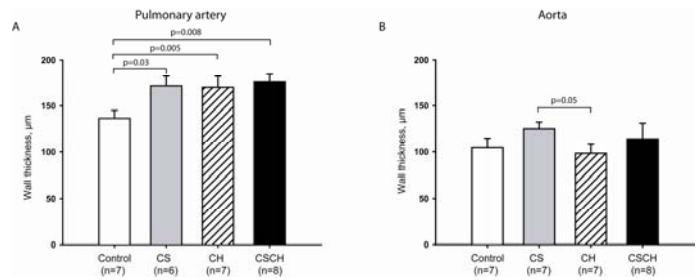 Pulmonary artery
A
p=0.008
p=0.005
p=0.03
200
150
100
50
0
Wall thickness, µm
Control
(n=7)
CS
(n=6)
CH
(n=7)
CSCH
(n=8)
Aorta
B
p=0.05
200
150
100
50
0
Wall thickness, µm
Control
(n=7)
CS
(n=7)
CH
(n=7)
CSCH
(n=8)